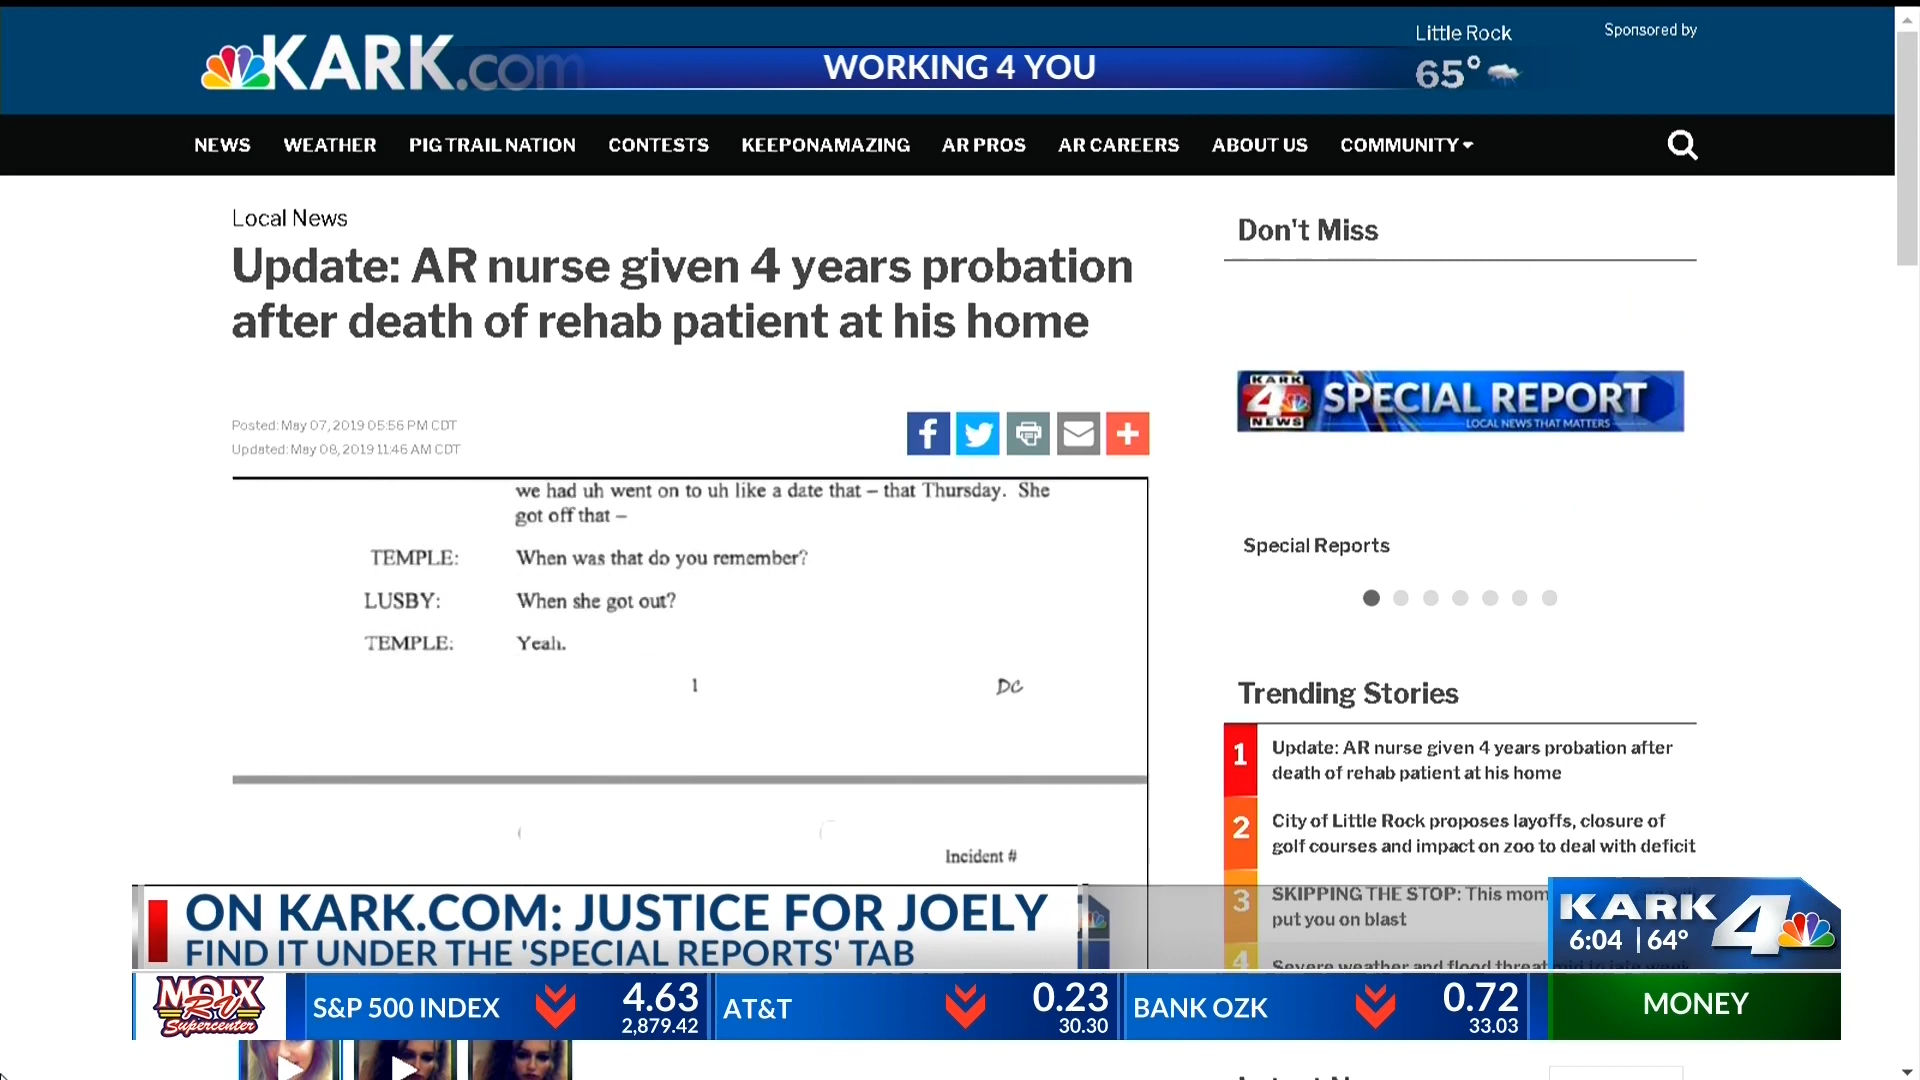 KARK.com
WORKING 4 YOU
Little Rock
65°
Sponsored by
NEWS WEATHER PIG TRAIL NATION CONTESTS KEEPONAMAZING AR PROS AR CAREERS ABOUT US COMMUNITY
Local News
Update: AR nurse given 4 years probation
after death of rehab patient at his home
Posted: May 07, 2019 05:56 PM CDT
Updated: May 08, 2019 11:46 AM CDT
we had uh went on to uh like a date that – that Thursday. She
got off that –
TEMPLE: When was that do you remember?
LUSBY: When she got out?
TEMPLE: Yeah.
1 DC
Incident #
Don't Miss
KARK 4 NEWS SPECIAL REPORT
LOCAL NEWS THAT MATTERS
Special Reports
Trending Stories
1 Update: AR nurse given 4 years probation after
death of rehab patient at his home
2 City of Little Rock proposes layoffs, closure of
golf courses and impact on zoo to deal with deficit
3 SKIPPING THE STOP: This mom
put you on blast
4 Severe weather and flood threat
ON KARK.COM: JUSTICE FOR JOELY
FIND IT UNDER THE 'SPECIAL REPORTS' TAB
KARK 4
6:04 | 64°
MOIX RV Supercenter
S&P 500 INDEX 4.63
2,879.42
AT&T 0.23
30.30
BANK OZK 0.72
33.03
MONEY